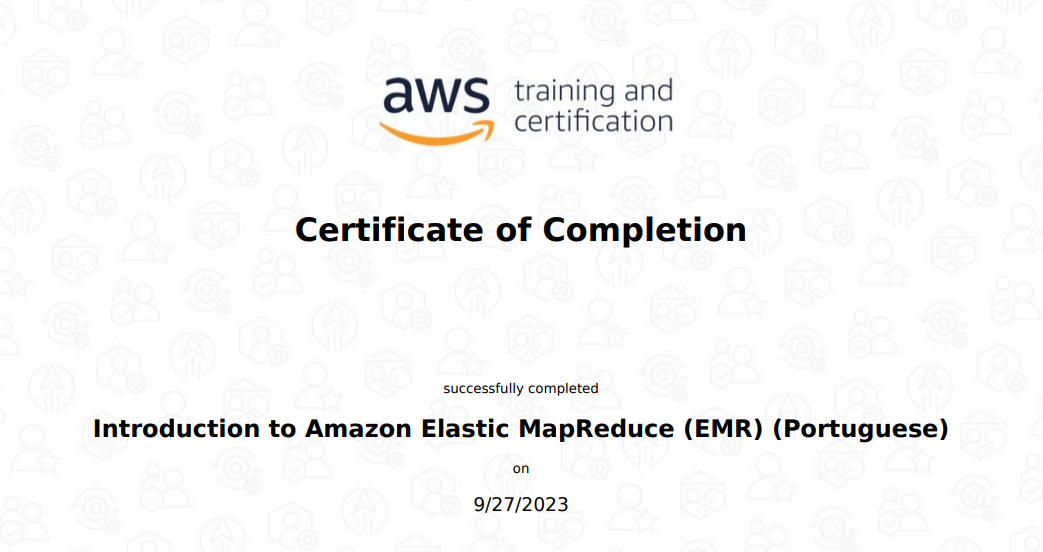 aws training and
certification
Certificate of Completion
successfully completed
Introduction to Amazon Elastic MapReduce (EMR) (Portuguese)
on
9/27/2023